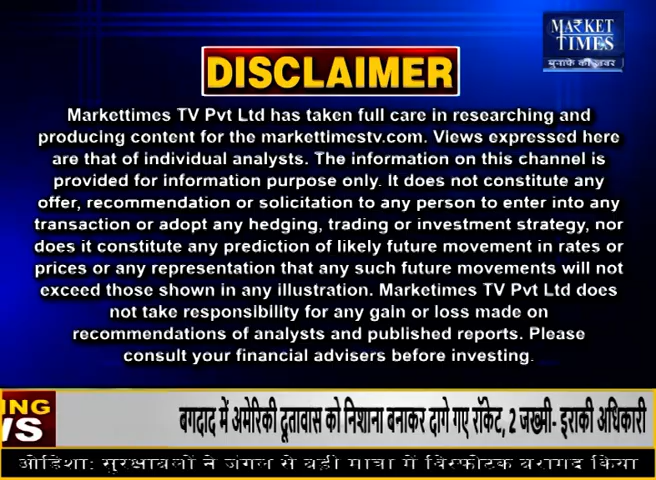 MARKET
TIMES
मुनाफे की खबर
DISCLAIMER
Markettimes TV Pvt Ltd has taken full care in researching and
producing content for the markettimestv.com. Views expressed here
are that of individual analysts. The information on this channel is
provided for information purpose only. It does not constitute any
offer, recommendation or solicitation to any person to enter into any
transaction or adopt any hedging, trading or investment strategy, nor
does it constitute any prediction of likely future movement in rates or
prices or any representation that any such future movements will not
exceed those shown in any illustration. Marketimes TV Pvt Ltd does
not take responsibility for any gain or loss made on
recommendations of analysts and published reports. Please
consult your financial advisers before investing.
ING
WS
बगदाद में अमेरिकी दूतावास को निशाना बनाकर दागे गए रॉकेट, 2 जख्मी- इराकी अधिकारी
ओडिशा: सुरक्षाबलों ने जंगल से बड़ी मात्रा में विस्फोटक बरामद किया